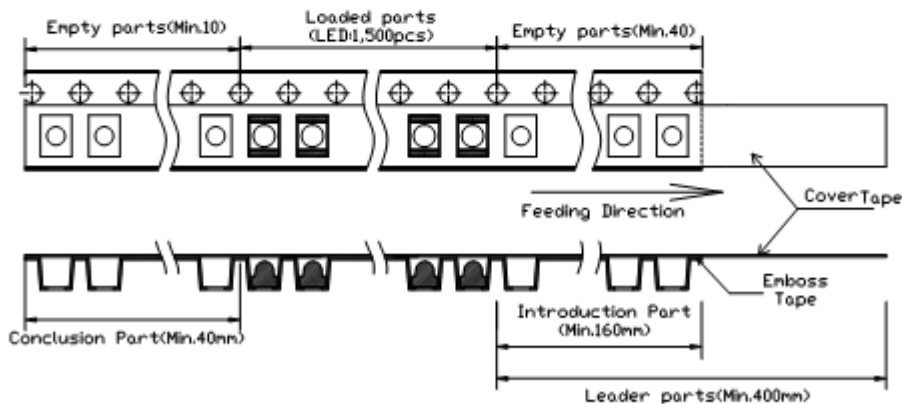 Empty parts(Min.10)
Loaded parts
(LED:1,500pcs)
Empty parts(Min.40)
Feeding Direction
Cover Tape
Emboss
Tape
Conclusion Part(Min.40mm)
Introduction Part
(Min.160mm)
Leader parts(Min.400mm)